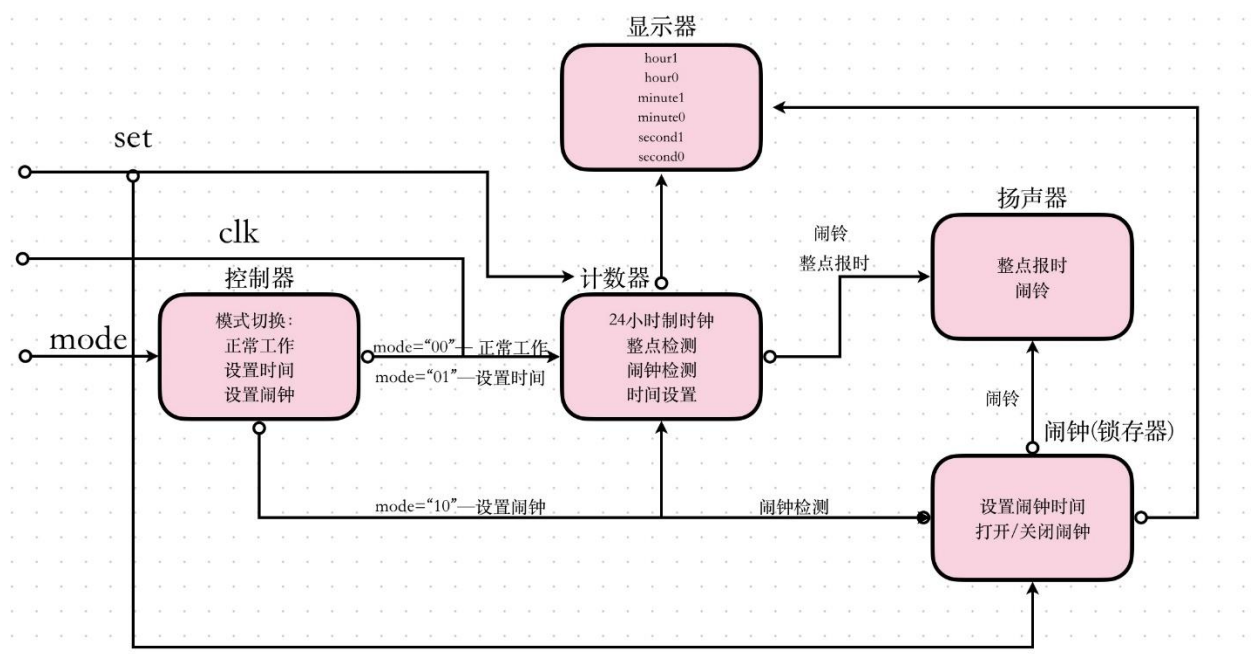 显示器
hour1
hour0
minute1
minute0
second1
second0
set
扬声器
clk
闹铃
整点报时
控制器
计数器
整点报时
闹铃
模式切换:
正常工作
设置时间
设置闹钟
mode
mode="00"— 正常工作
mode="01"—设置时间
24小时制时钟
整点检测
闹钟检测
时间设置
闹铃
闹钟(锁存器)
mode="10"—设置闹钟
闹钟检测
设置闹钟时间
打开/关闭闹钟